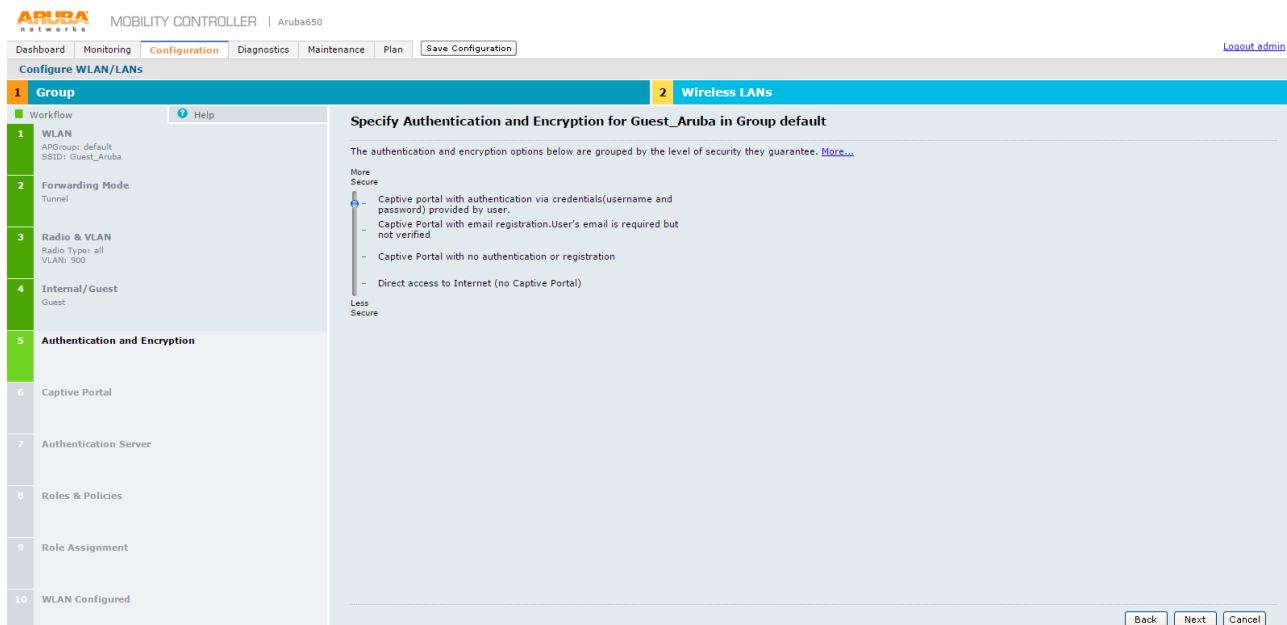 ARUBA
networks
MOBILITY CONTROLLER | Aruba650
Dashboard Monitoring Configuration Diagnostics Maintenance Plan Save Configuration
Logout admin
Configure WLAN/LANs
1 Group
2 Wireless LANs
Workflow
? Help
1 WLAN
APGroup: default
SSID: Guest_Aruba
2 Forwarding Mode
Tunnel
3 Radio & VLAN
Radio Type: all
VLAN: 900
4 Internal/Guest
Guest
5 Authentication and Encryption
6 Captive Portal
7 Authentication Server
8 Roles & Policies
9 Role Assignment
10 WLAN Configured
Specify Authentication and Encryption for Guest_Aruba in Group default
The authentication and encryption options below are grouped by the level of security they guarantee. More...
More
Secure
Captive portal with authentication via credentials(username and
password) provided by user.
Captive Portal with email registration.User's email is required but
not verified
Captive Portal with no authentication or registration
Direct access to Internet (no Captive Portal)
Less
Secure
Back Next Cancel